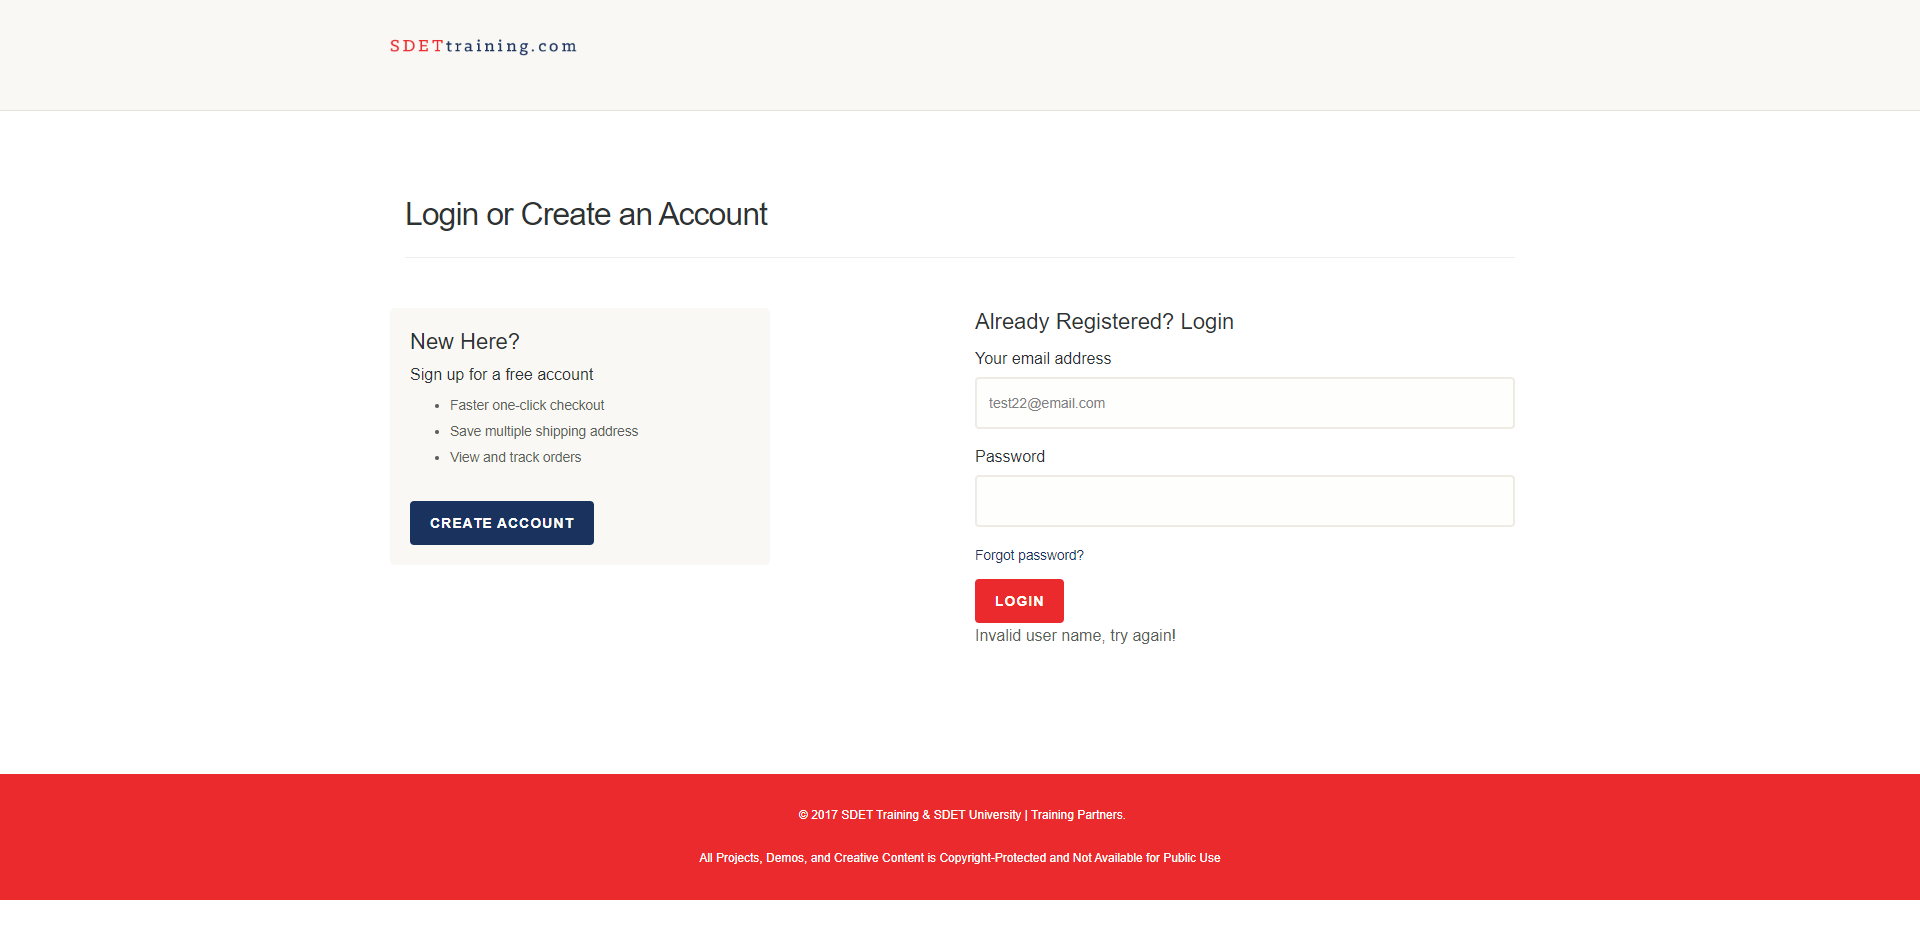 SDETtraining.com
Login or Create an Account
New Here?
Sign up for a free account
Faster one-click checkout
Save multiple shipping address
View and track orders
CREATE ACCOUNT
Already Registered? Login
Your email address
test22@email.com
Password
Forgot password?
LOGIN
Invalid user name, try again!
© 2017 SDET Training & SDET University | Training Partners.
All Projects, Demos, and Creative Content is Copyright-Protected and Not Available for Public Use